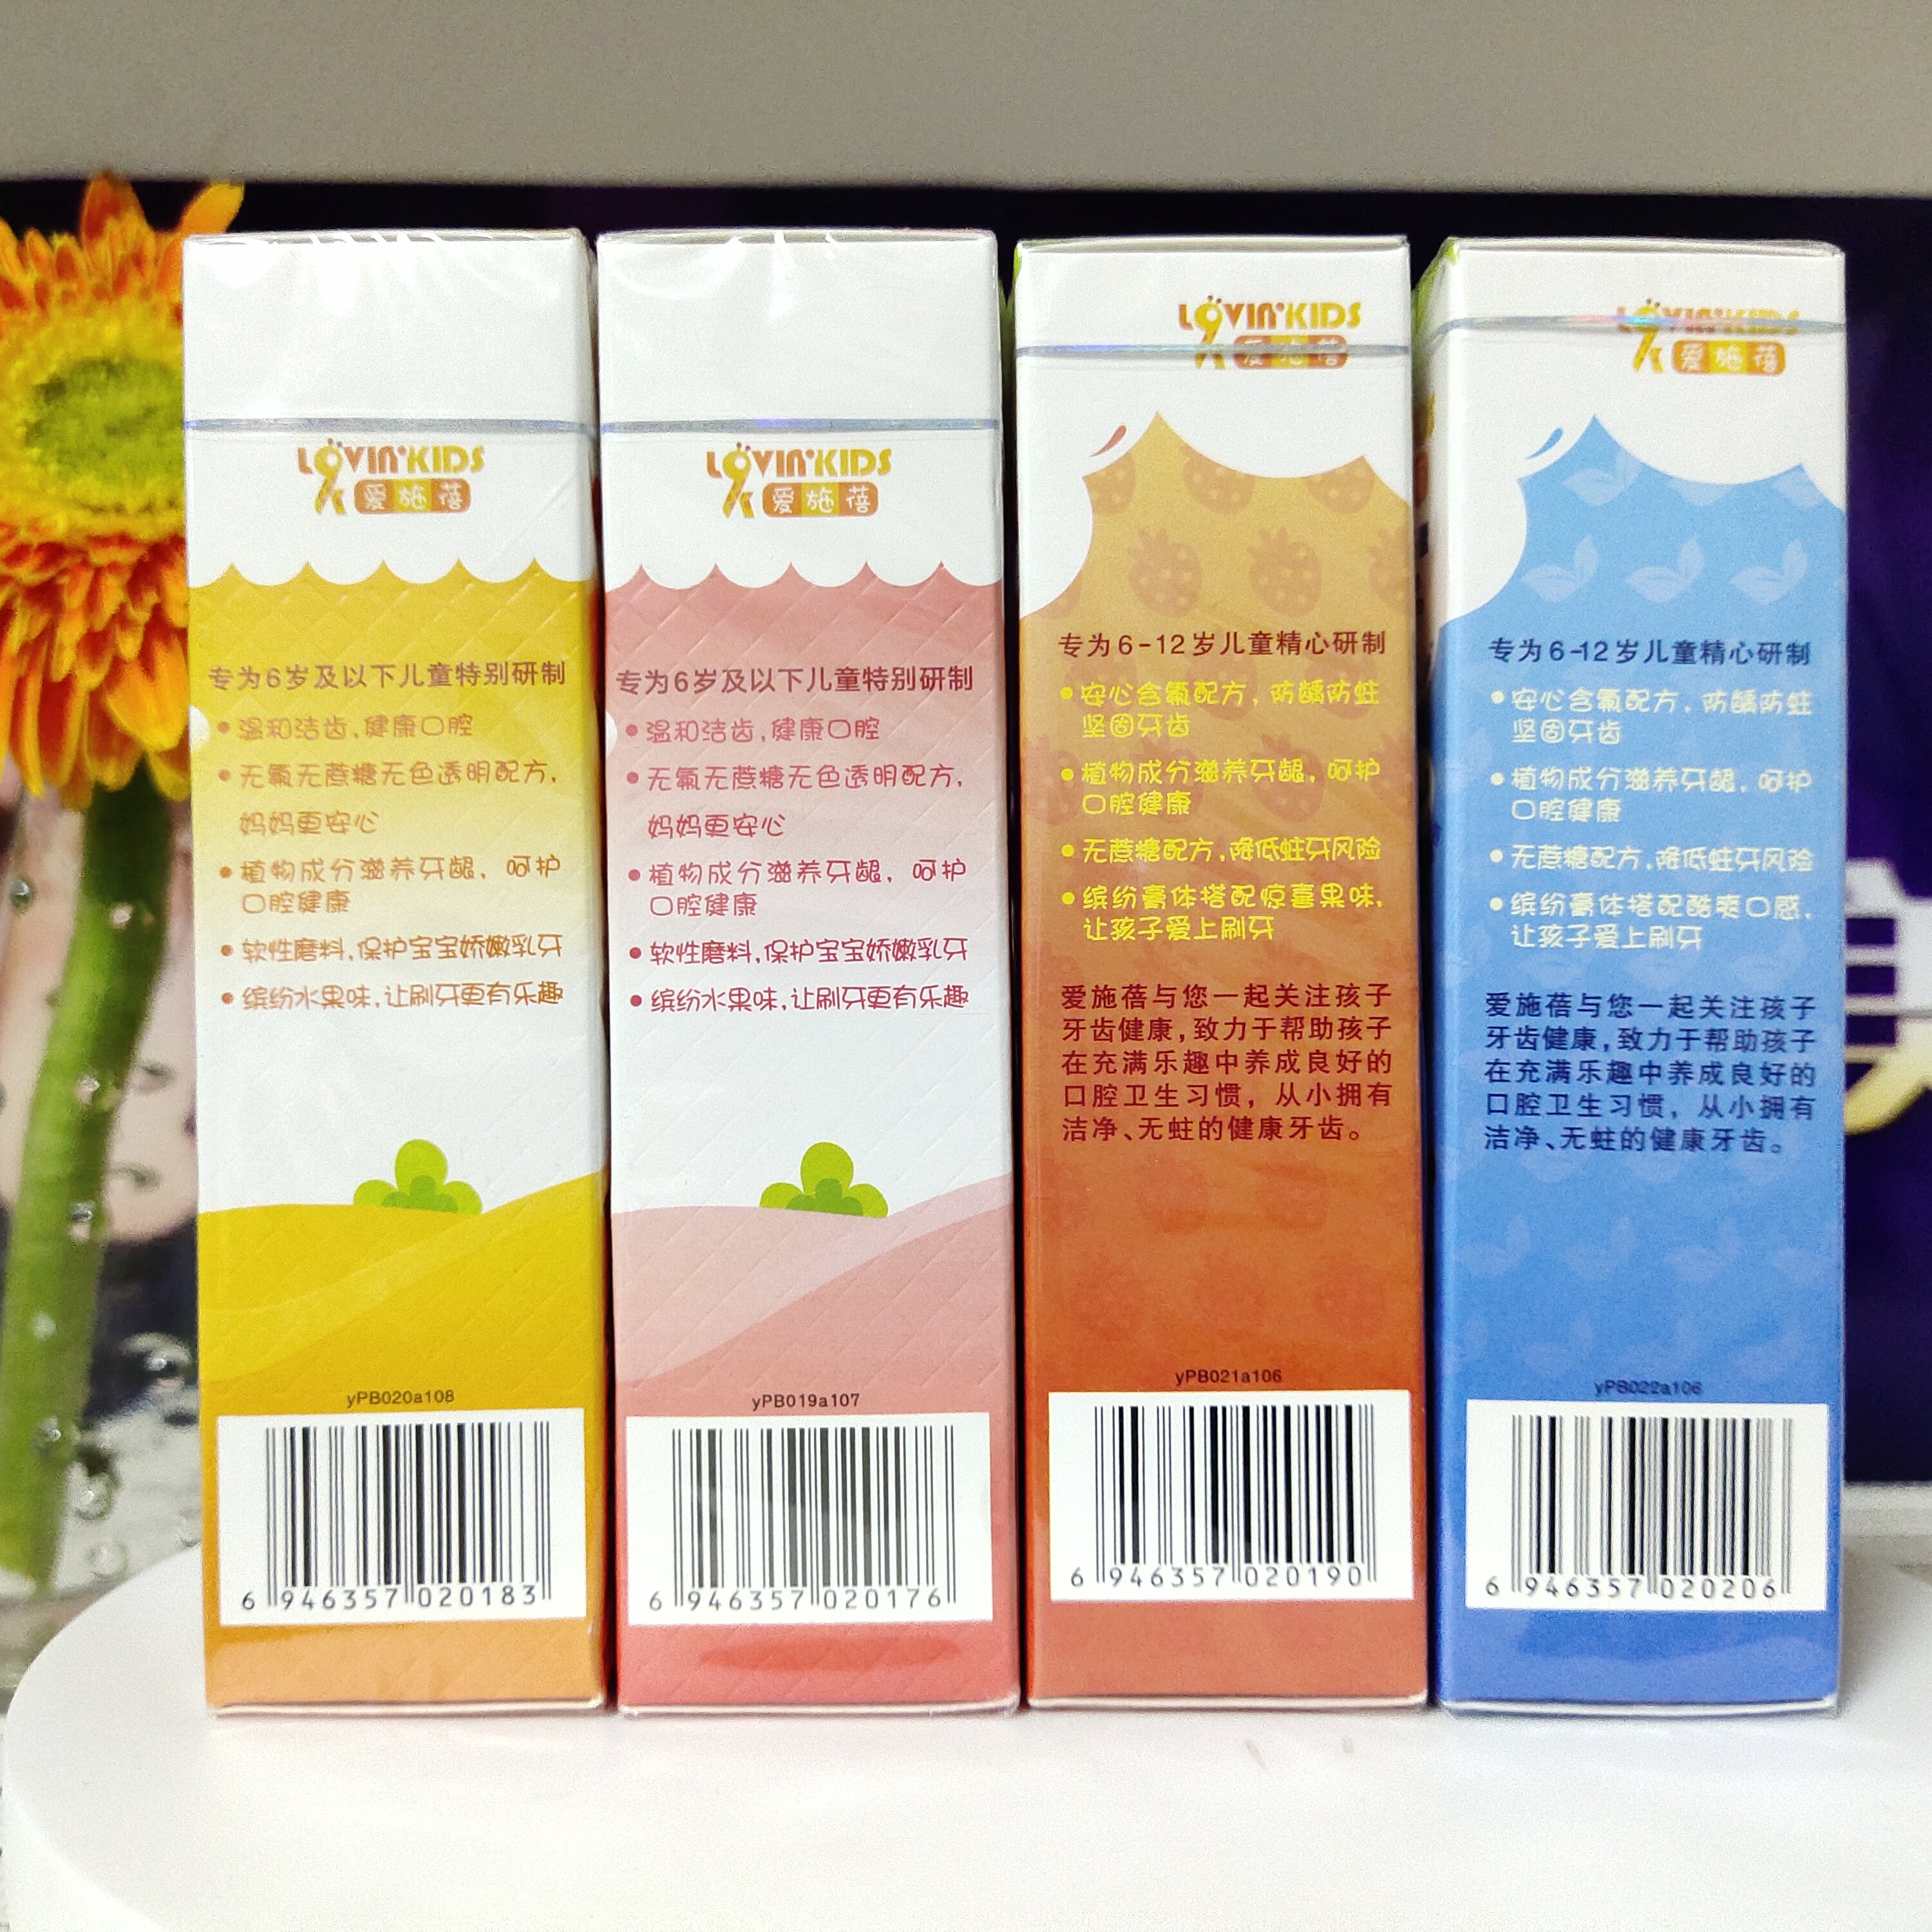 LOVIN'KIDS
爱施蓓
专为6岁及以下儿童特别研制
• 温和洁齿,健康口腔
• 无氟无蔗糖无色透明配方,
妈妈更安心
• 植物成分滋养牙龈, 呵护
口腔健康
• 软性磨料,保护宝宝娇嫩乳牙
• 缤纷水果味,让刷牙更有乐趣
yPB020a108
6 946357 020183
LOVIN'KIDS
爱施蓓
专为6岁及以下儿童特别研制
• 温和洁齿,健康口腔
• 无氟无蔗糖无色透明配方,
妈妈更安心
• 植物成分滋养牙龈, 呵护
口腔健康
• 软性磨料,保护宝宝娇嫩乳牙
• 缤纷水果味,让刷牙更有乐趣
yPB019a107
6 946357 020176
LOVIN'KIDS
爱施蓓
专为6-12岁儿童精心研制
• 安心含氟配方, 防龋防蛀
坚固牙齿
• 植物成分滋养牙龈, 呵护
口腔健康
• 无蔗糖配方,降低蛀牙风险
• 缤纷膏体搭配惊喜果味,
让孩子爱上刷牙
爱施蓓与您一起关注孩子
牙齿健康,致力于帮助孩子
在充满乐趣中养成良好的
口腔卫生习惯, 从小拥有
洁净、无蛀的健康牙齿。
yPB021a106
6 946357 020190
LOVIN'KIDS
爱施蓓
专为6-12岁儿童精心研制
• 安心含氟配方, 防龋防蛀
坚固牙齿
• 植物成分滋养牙龈, 呵护
口腔健康
• 无蔗糖配方,降低蛀牙风险
• 缤纷膏体搭配酷爽口感,
让孩子爱上刷牙
爱施蓓与您一起关注孩子
牙齿健康,致力于帮助孩子
在充满乐趣中养成良好的
口腔卫生习惯, 从小拥有
洁净、无蛀的健康牙齿。
yPB022a106
6 946357 020206